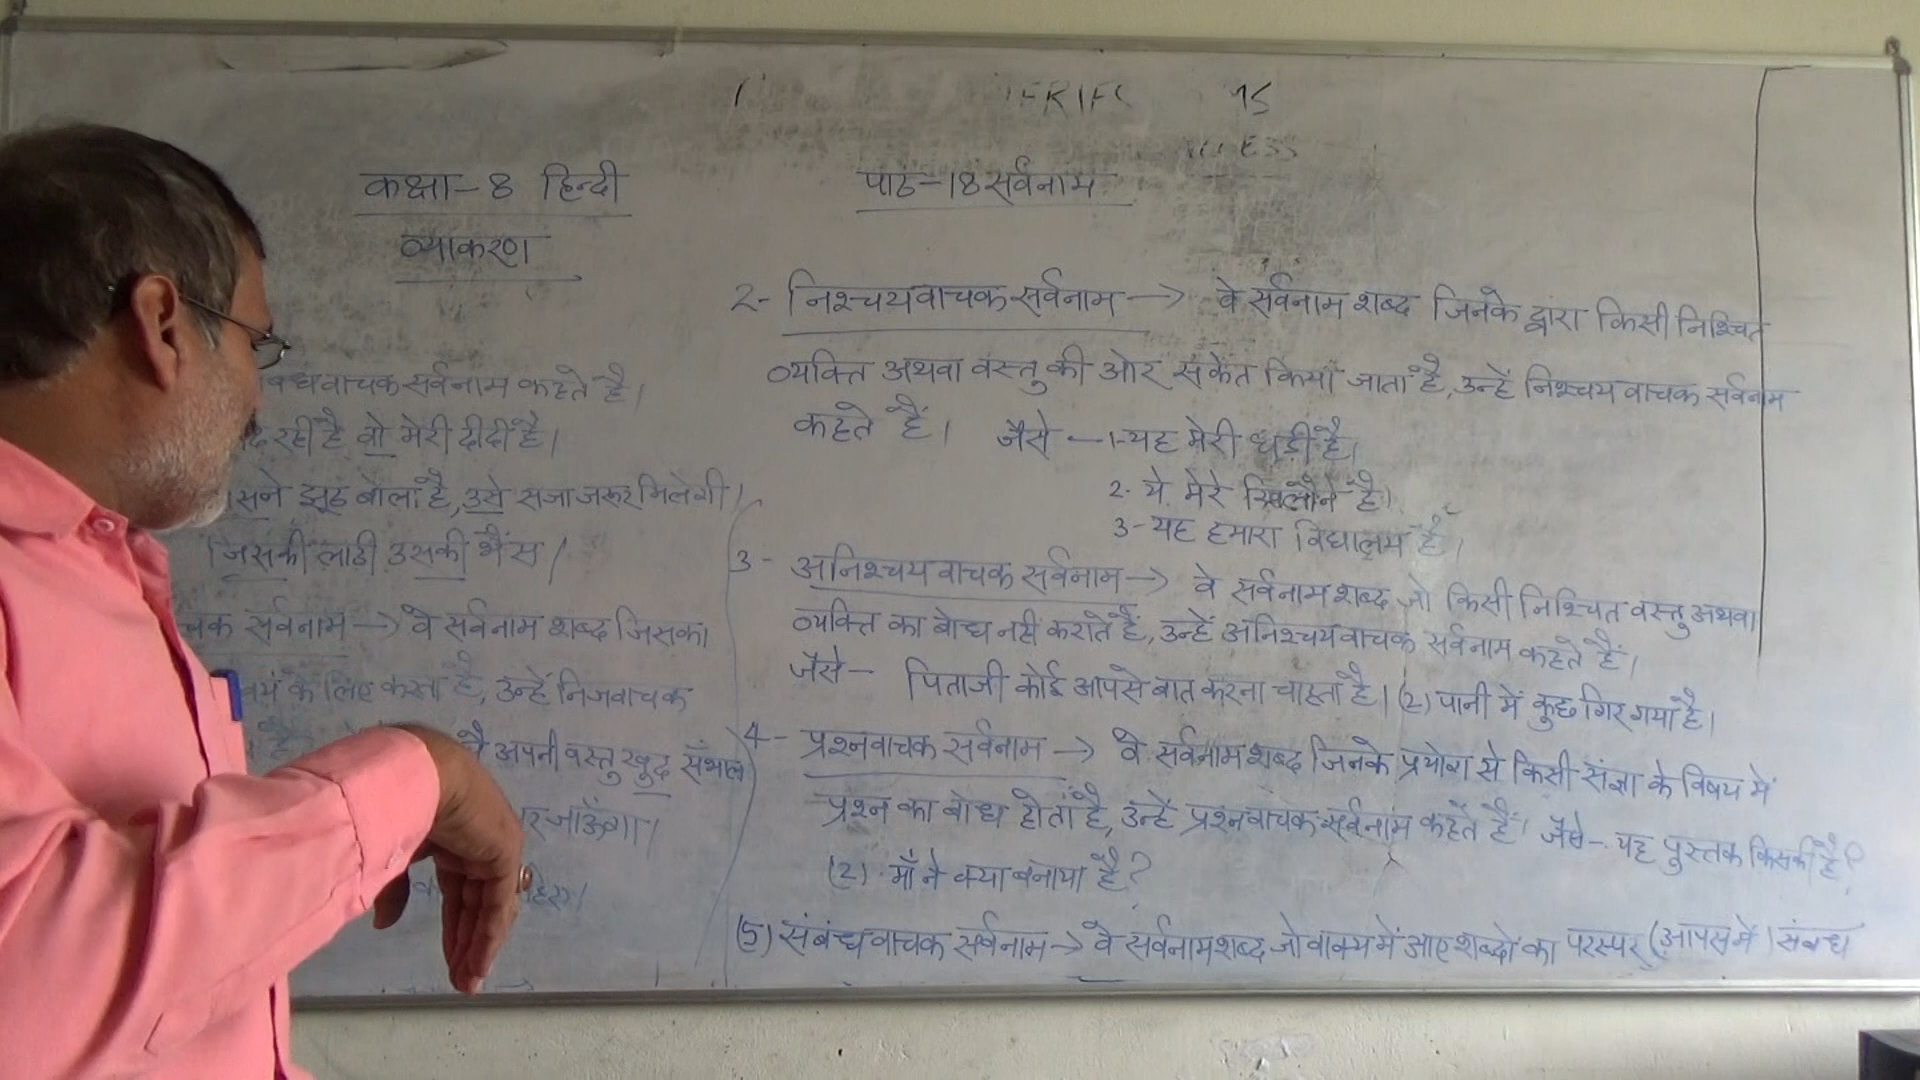 कक्षा-8 हिन्दी
व्याकरण
पाठ-18 सर्वनाम
2- निश्चयवाचक सर्वनाम → वे सर्वनाम शब्द जिनके द्वारा किसी निश्चित
व्यक्ति अथवा वस्तु की ओर संकेत किया जाता है, उन्हें निश्चयवाचक सर्वनाम
कहते हैं। जैसे -1-यह मेरी घड़ी है।
2. ये मेरे खिलौने है।
3-यह हमारा विद्यालय है।
3- अनिश्चयवाचक सर्वनाम → वे सर्वनाम शब्द जो किसी निश्चित वस्तु अथवा
व्यक्ति का बोध नहीं कराते हैं, उन्हें अनिश्चयवाचक सर्वनाम कहते हैं।
जैसे- पिताजी कोई आपसे बात करना चाहता है। (2) पानी में कुछ गिर गया है।
4- प्रश्नवाचक सर्वनाम → वे सर्वनाम शब्द जिनके प्रयोग से किसी संज्ञा के विषय में
प्रश्न का बोध होता है, उन्हें प्रश्नवाचक सर्वनाम कहते हैं। जैसे- यह पुस्तक किसकी है?
(2). माँ ने क्या बनाया है?
(5) संबंधवाचक सर्वनाम → वे सर्वनाम शब्द जो वाक्य में आए शब्दों का परस्पर (आपस में) संबंध
सर्वनाम कहते है।
रही है वो मेरी दीदी है।
झूठ बोला है, उसे सजा जरूर मिलेगी।
जिसकी लाठी उसकी भैंस।
सर्वनाम → वे सर्वनाम शब्द जिसका
के लिए करता है, उन्हें निजवाचक
अपनी वस्तु खुद संभाल
जाऊँगा।